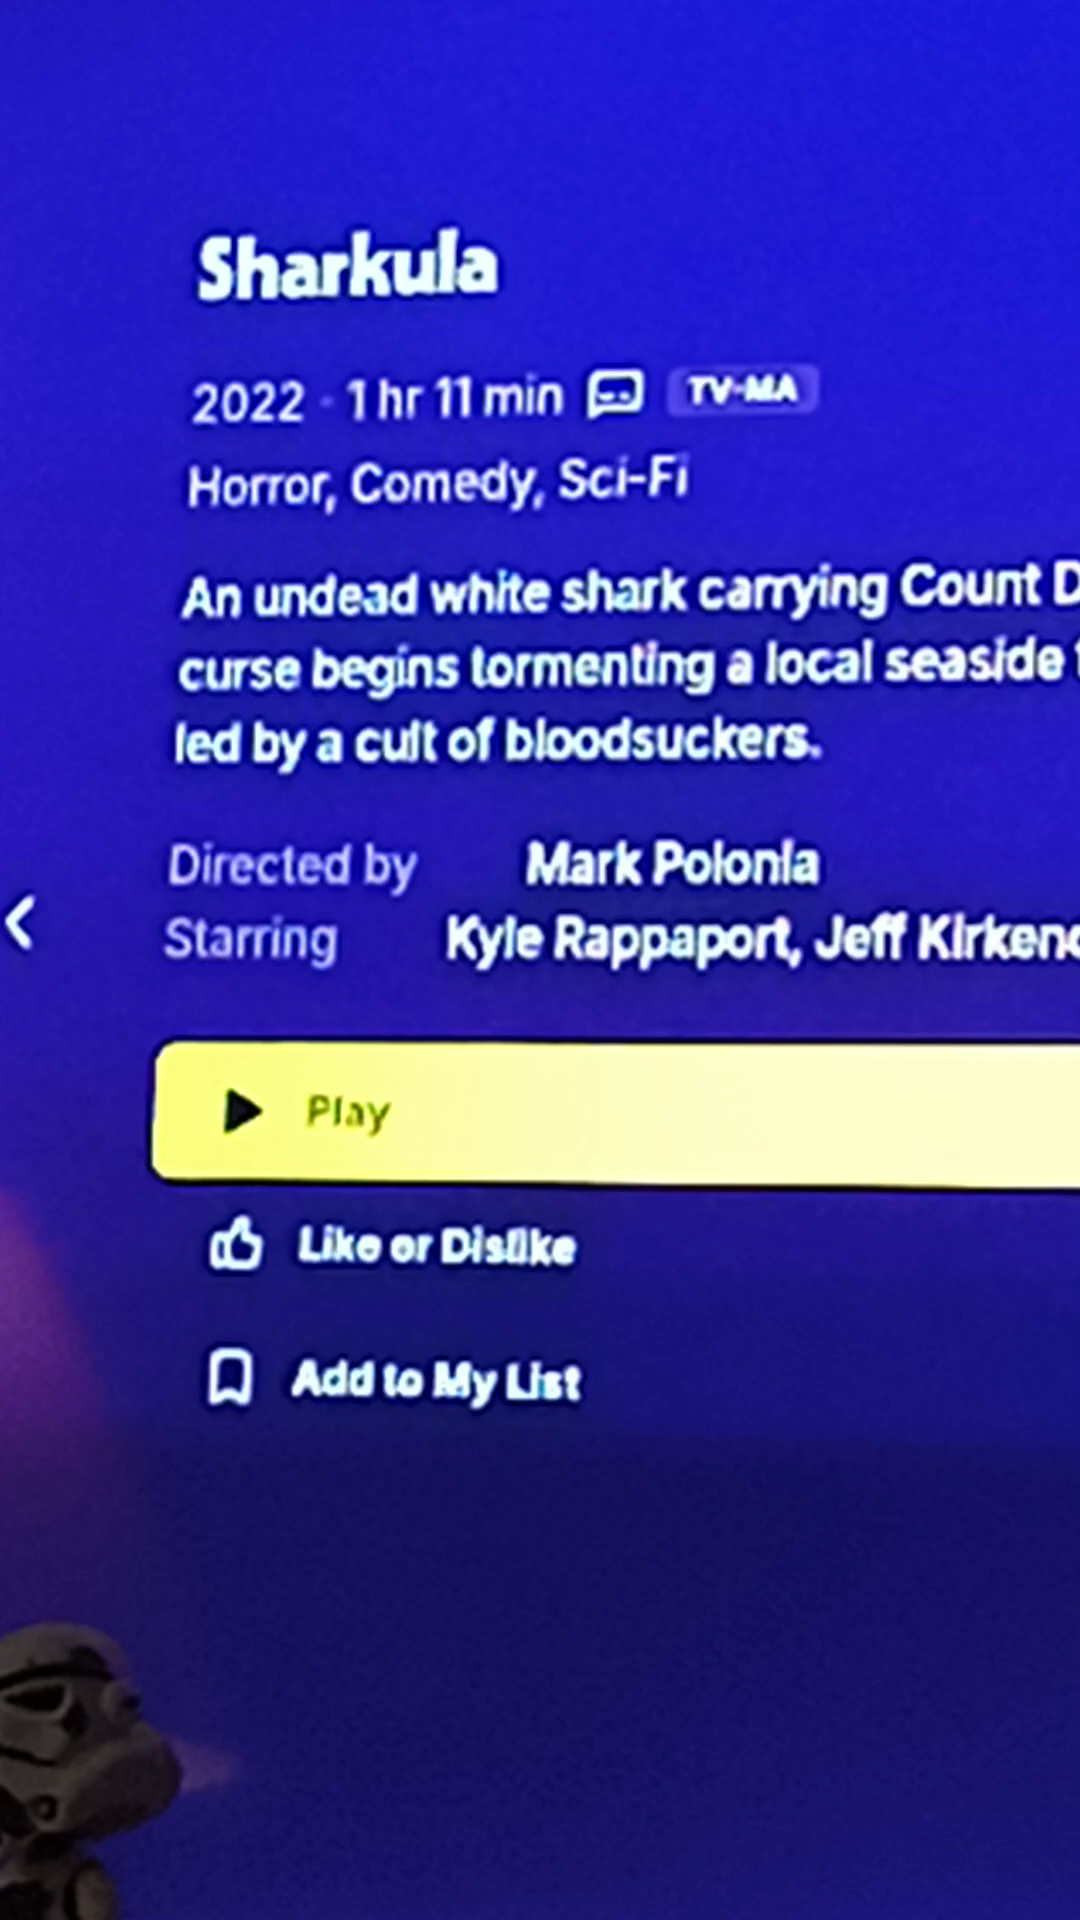 Sharkula
2022 · 1 hr 11 min TV-MA
Horror, Comedy, Sci-Fi
An undead white shark carrying Count D
curse begins tormenting a local seaside t
led by a cult of bloodsuckers.
Directed by Mark Polonia
Starring Kyle Rappaport, Jeff Kirkend
Play
Like or Dislike
Add to My List